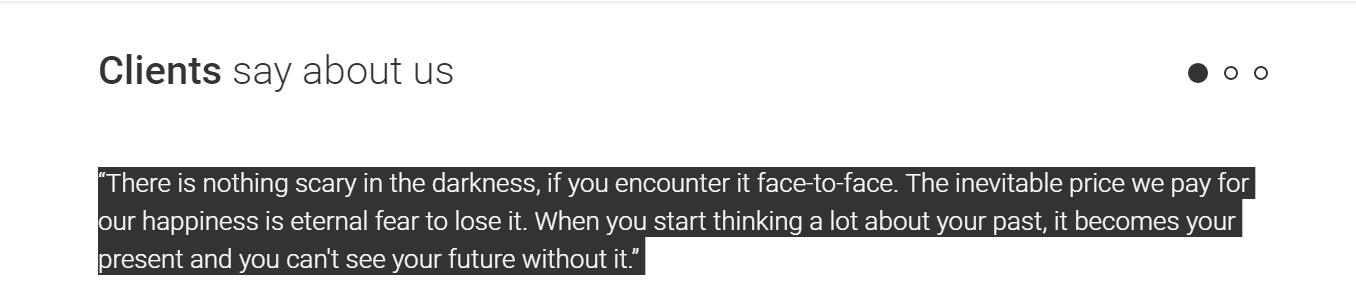 Clients say about us
“There is nothing scary in the darkness, if you encounter it face-to-face. The inevitable price we pay for
our happiness is eternal fear to lose it. When you start thinking a lot about your past, it becomes your
present and you can't see your future without it.”